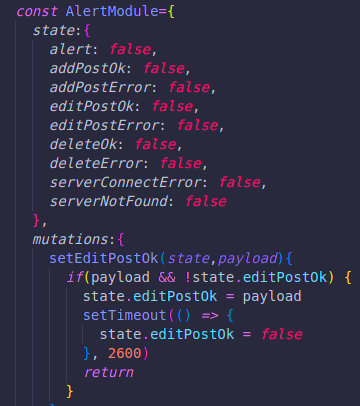 const AlertModule={
state:{
alert: false,
addPostOk: false,
addPostError: false,
editPostOk: false,
editPostError: false,
deleteOk: false,
deleteError: false,
serverConnectError: false,
serverNotFound: false
},
mutations:{
setEditPostOk(state,payload){
if(payload && !state.editPostOk) {
state.editPostOk = payload
setTimeout(() => {
state.editPostOk = false
}, 2600)
return
}